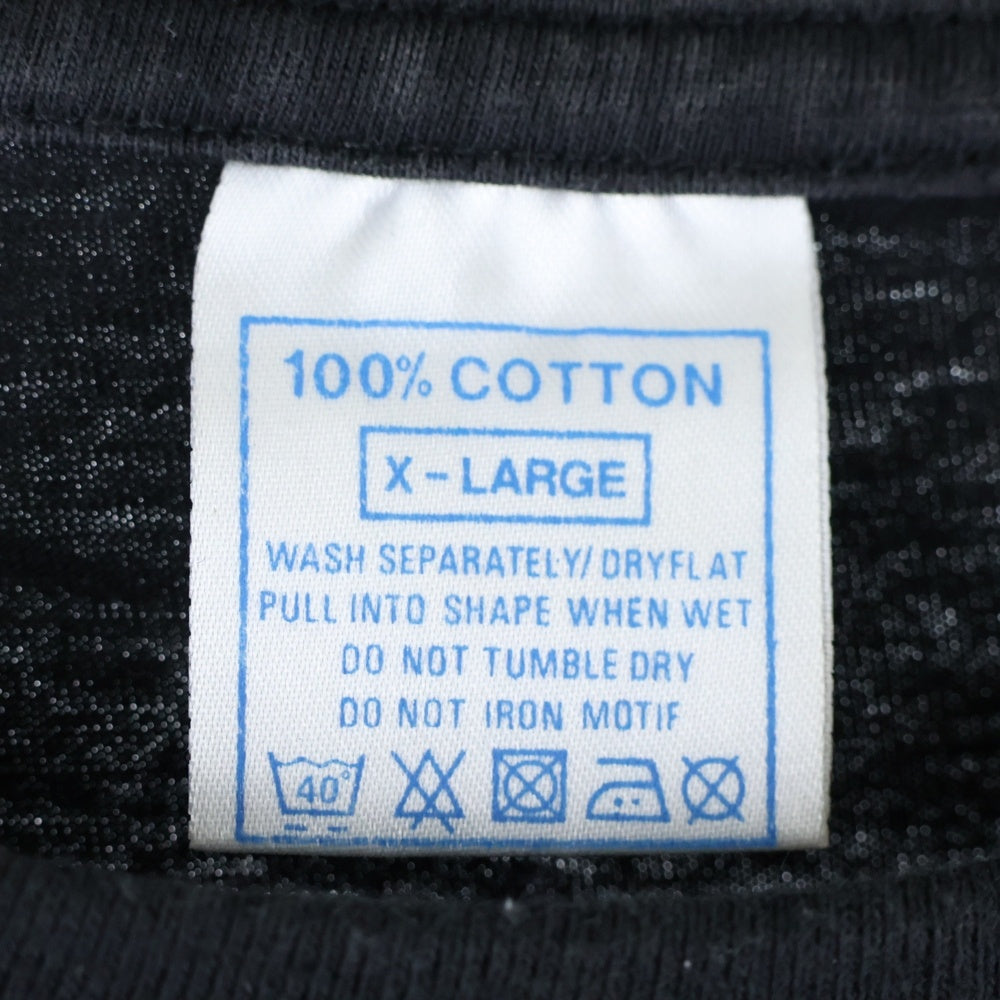 100% COTTON
X-LARGE
WASH SEPARATELY/DRYFLAT
PULL INTO SHAPE WHEN WET
DO NOT TUMBLE DRY
DO NOT IRON MOTIF
40°